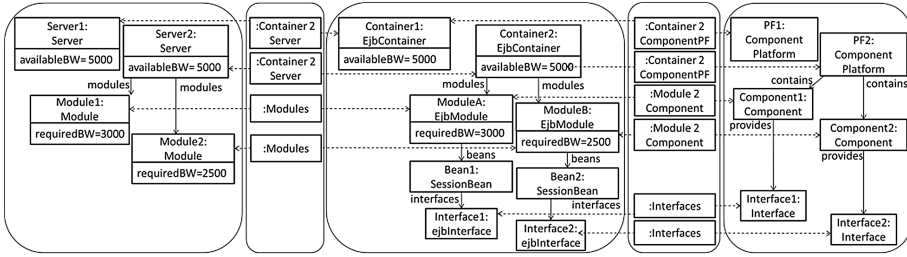 Server1:
Server
availableBW= 5000
Server2:
Server
availableBW= 5000
modules
modules
Module1:
Module
requiredBW=3000
Module2:
Module
requiredBW=2500
:Container 2
Server
:Container 2
Server
:Modules
:Modules
Container1:
EjbContainer
availableBW= 5000
Container2:
EjbContainer
availableBW= 5000
modules
modules
ModuleA:
EjbModule
requiredBW=3000
ModuleB:
EjbModule
requiredBW=2500
beans
beans
Bean1:
SessionBean
Bean2:
SessionBean
interfaces
interfaces
Interface1:
ejbInterface
Interface2:
ejbInterface
:Container 2
ComponentPF
:Container 2
ComponentPF
:Module 2
Component
:Module 2
Component
:Interfaces
:Interfaces
PF1:
Component
Platform
PF2:
Component
Platform
contains
contains
Component1:
Component
provides
Component2:
Component
provides
Interface1:
Interface
Interface2:
Interface